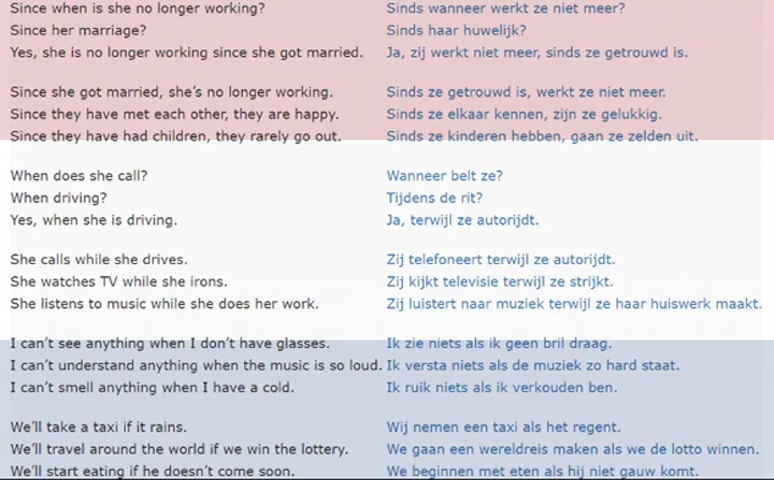 Since when is she no longer working? Sinds wanneer werkt ze niet meer?
Since her marriage? Sinds haar huwelijk?
Yes, she is no longer working since she got married. Ja, zij werkt niet meer, sinds ze getrouwd is.
Since she got married, she's no longer working. Sinds ze getrouwd is, werkt ze niet meer.
Since they have met each other, they are happy. Sinds ze elkaar kennen, zijn ze gelukkig.
Since they have had children, they rarely go out. Sinds ze kinderen hebben, gaan ze zelden uit.
When does she call? Wanneer belt ze?
When driving? Tijdens de rit?
Yes, when she is driving. Ja, terwijl ze autorijdt.
She calls while she drives. Zij telefoneert terwijl ze autorijdt.
She watches TV while she irons. Zij kijkt televisie terwijl ze strijkt.
She listens to music while she does her work. Zij luistert naar muziek terwijl ze haar huiswerk maakt.
I can't see anything when I don't have glasses. Ik zie niets als ik geen bril draag.
I can't understand anything when the music is so loud. Ik versta niets als de muziek zo hard staat.
I can't smell anything when I have a cold. Ik ruik niets als ik verkouden ben.
We'll take a taxi if it rains. Wij nemen een taxi als het regent.
We'll travel around the world if we win the lottery. We gaan een wereldreis maken als we de lotto winnen.
We'll start eating if he doesn't come soon. We beginnen met eten als hij niet gauw komt.